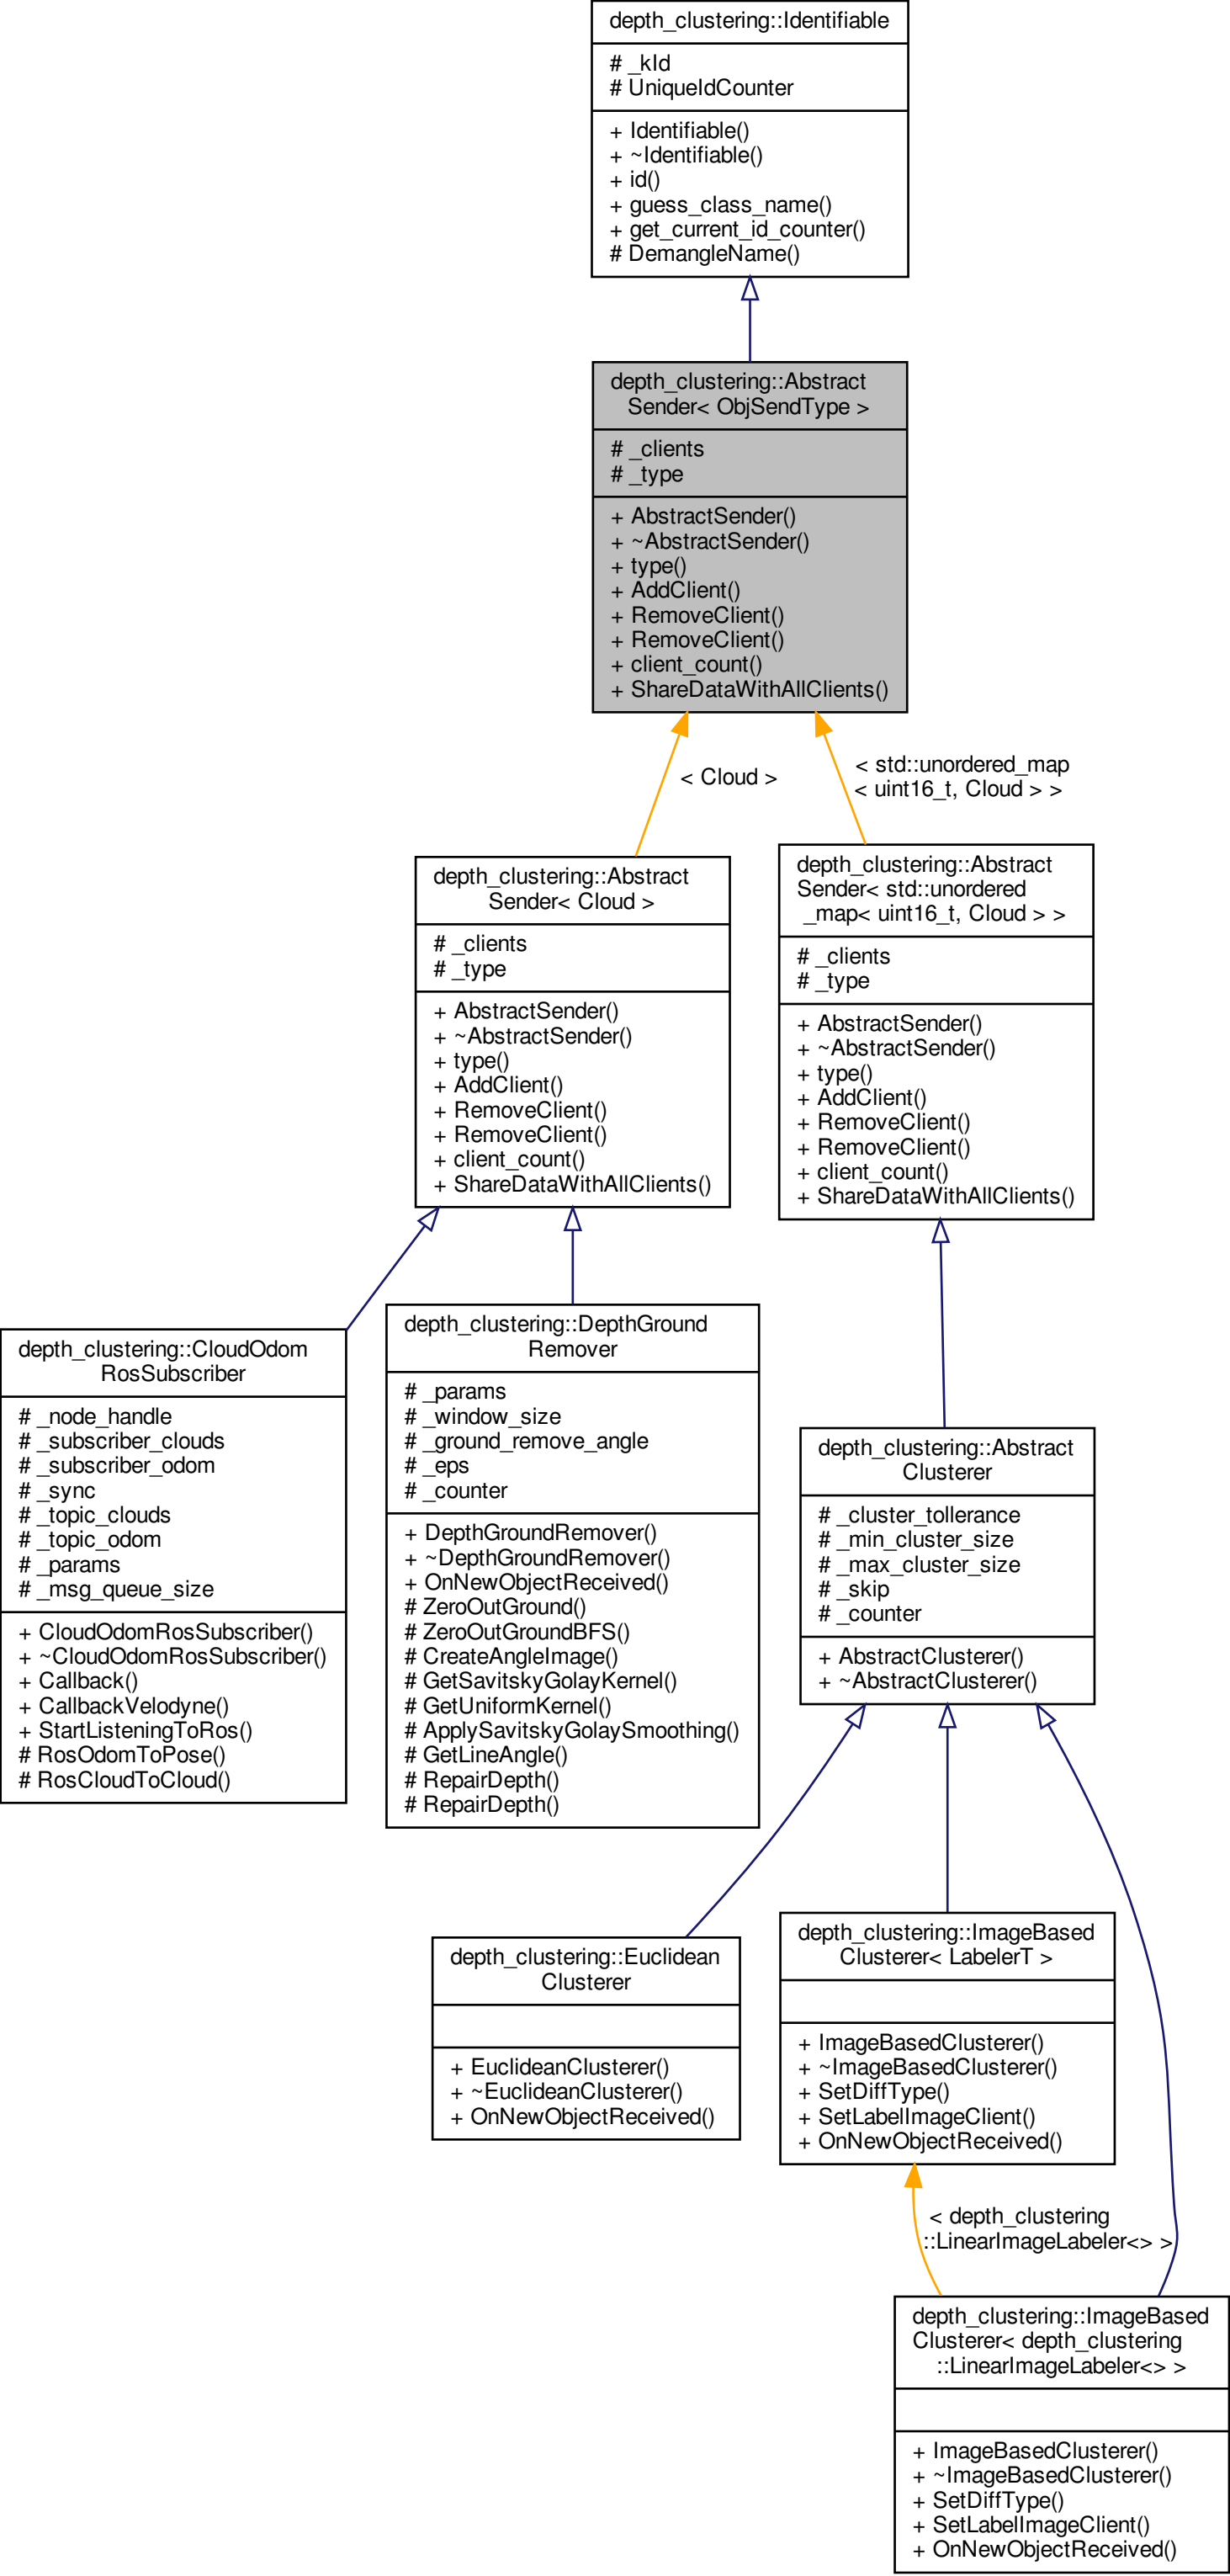 depth_clustering::Identifiable
# _kId
# UniqueIdCounter
+ Identifiable()
+ ~Identifiable()
+ id()
+ guess_class_name()
+ get_current_id_counter()
# DemangleName()
depth_clustering::Abstract
Sender< ObjSendType >
# _clients
# _type
+ AbstractSender()
+ ~AbstractSender()
+ type()
+ AddClient()
+ RemoveClient()
+ RemoveClient()
+ client_count()
+ ShareDataWithAllClients()
< Cloud >
< std::unordered_map
< uint16_t, Cloud > >
depth_clustering::Abstract
Sender< Cloud >
# _clients
# _type
+ AbstractSender()
+ ~AbstractSender()
+ type()
+ AddClient()
+ RemoveClient()
+ RemoveClient()
+ client_count()
+ ShareDataWithAllClients()
depth_clustering::Abstract
Sender< std::unordered
_map< uint16_t, Cloud > >
# _clients
# _type
+ AbstractSender()
+ ~AbstractSender()
+ type()
+ AddClient()
+ RemoveClient()
+ RemoveClient()
+ client_count()
+ ShareDataWithAllClients()
depth_clustering::CloudOdom
RosSubscriber
# _node_handle
# _subscriber_clouds
# _subscriber_odom
# _sync
# _topic_clouds
# _topic_odom
# _params
# _msg_queue_size
+ CloudOdomRosSubscriber()
+ ~CloudOdomRosSubscriber()
+ Callback()
+ CallbackVelodyne()
+ StartListeningToRos()
# RosOdomToPose()
# RosCloudToCloud()
depth_clustering::DepthGround
Remover
# _params
# _window_size
# _ground_remove_angle
# _eps
# _counter
+ DepthGroundRemover()
+ ~DepthGroundRemover()
+ OnNewObjectReceived()
# ZeroOutGround()
# ZeroOutGroundBFS()
# CreateAngleImage()
# GetSavitskyGolayKernel()
# GetUniformKernel()
# ApplySavitskyGolaySmoothing()
# GetLineAngle()
# RepairDepth()
# RepairDepth()
depth_clustering::Abstract
Clusterer
# _cluster_tollerance
# _min_cluster_size
# _max_cluster_size
# _skip
# _counter
+ AbstractClusterer()
+ ~AbstractClusterer()
depth_clustering::Euclidean
Clusterer
+ EuclideanClusterer()
+ ~EuclideanClusterer()
+ OnNewObjectReceived()
depth_clustering::ImageBased
Clusterer< LabelerT >
+ ImageBasedClusterer()
+ ~ImageBasedClusterer()
+ SetDiffType()
+ SetLabelImageClient()
+ OnNewObjectReceived()
< depth_clustering
::LinearImageLabeler<> >
depth_clustering::ImageBased
Clusterer< depth_clustering
::LinearImageLabeler<> >
+ ImageBasedClusterer()
+ ~ImageBasedClusterer()
+ SetDiffType()
+ SetLabelImageClient()
+ OnNewObjectReceived()